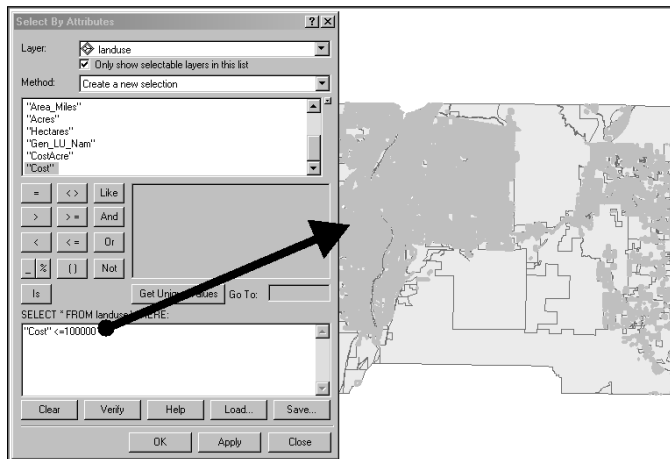 Select By Attributes
Layer: landuse
Only show selectable layers in this list
Method: Create a new selection
"Area_Miles"
"Acres"
"Hectares"
"Gen_LU_Nam"
"CostAcre"
"Cost"
= < > Like
> > = And
< < = Or
_ % ( ) Not
Is Get Unique Values Go To:
SELECT * FROM landuse WHERE:
"Cost" <=100000
Clear Verify Help Load... Save...
OK Apply Close